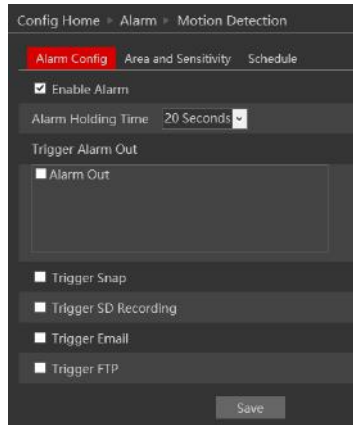 Config Home ▸ Alarm ▸ Motion Detection
Alarm Config Area and Sensitivity Schedule
Enable Alarm
Alarm Holding Time 20 Seconds
Trigger Alarm Out
Alarm Out
Trigger Snap
Trigger SD Recording
Trigger Email
Trigger FTP
Save